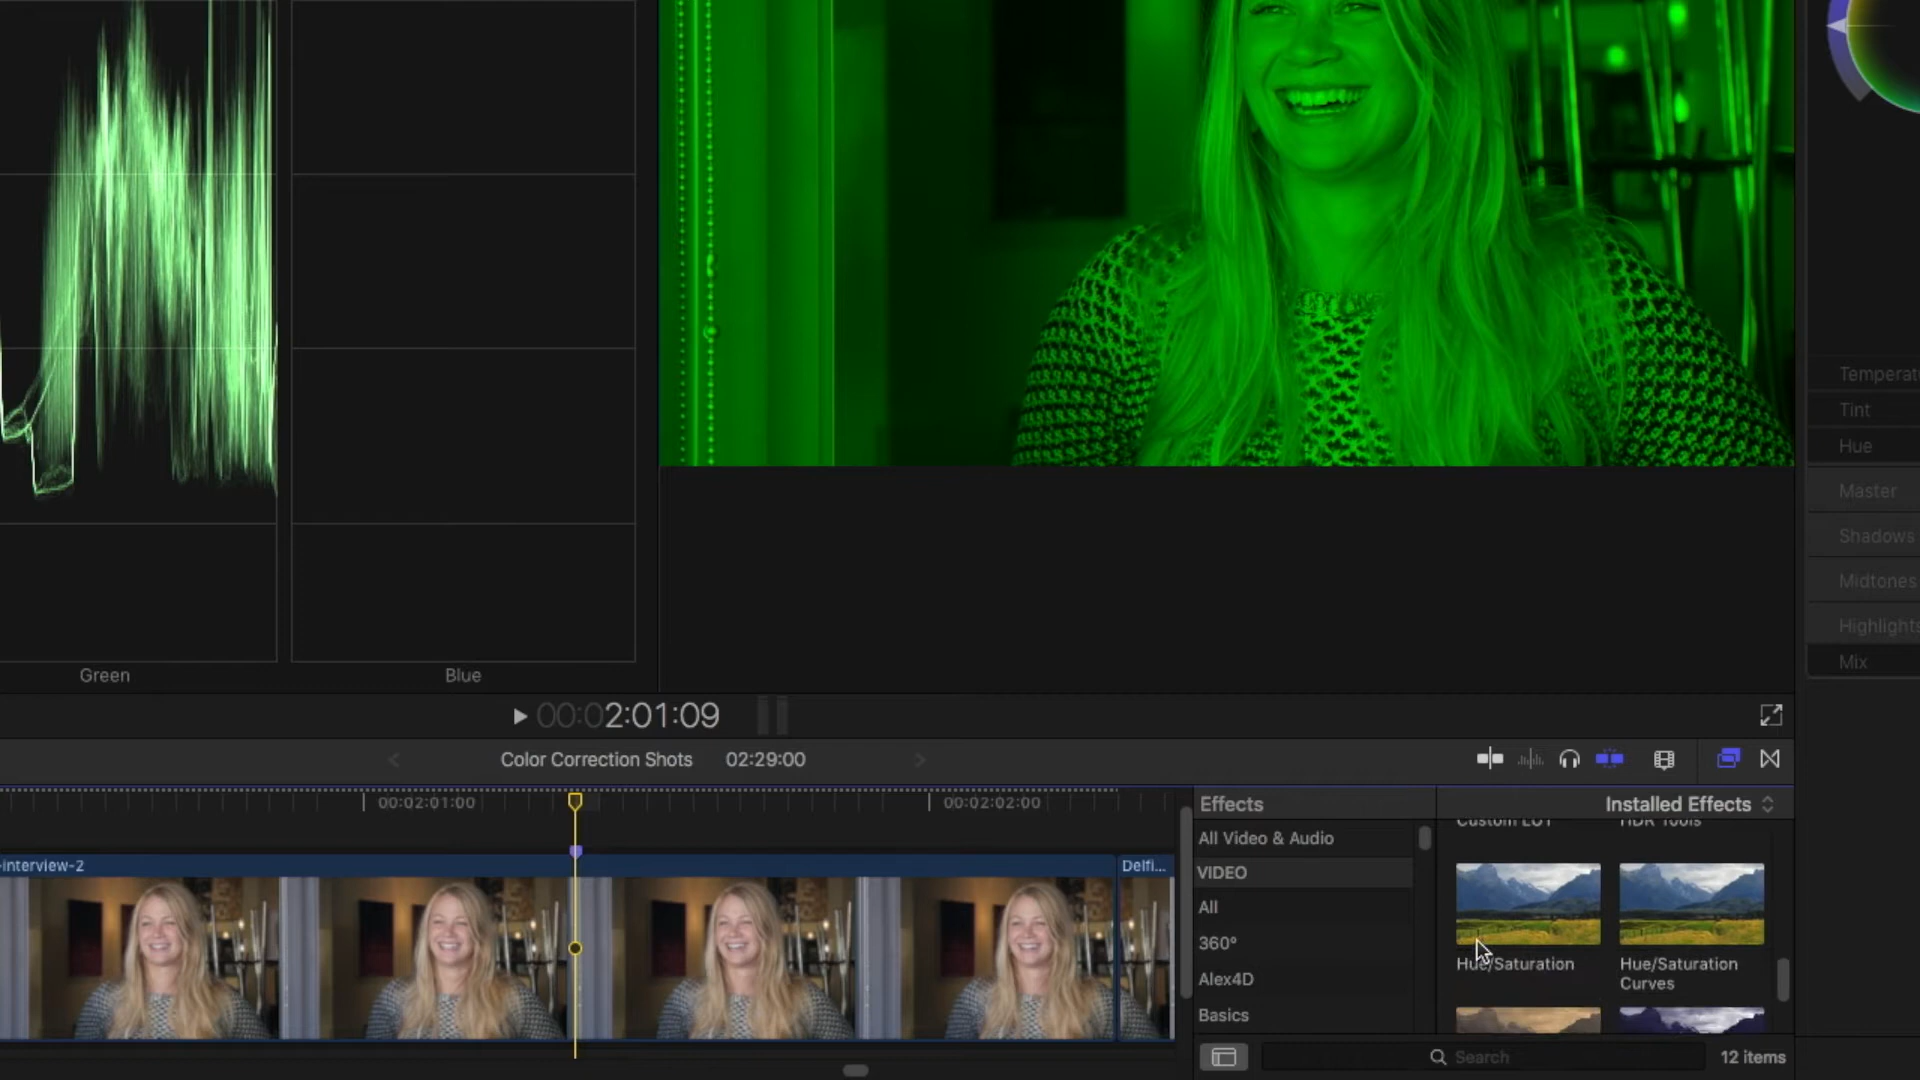 Temperat
Tint
Hue
Master
Shadows
Midtones
Highlights
Mix
Green
Blue
00:02:01:09
Color Correction Shots 02:29:00
00:02:01:00
00:02:02:00
Effects
Installed Effects
Custom LUT
HDR Tools
All Video & Audio
VIDEO
All
360°
Alex4D
Basics
-interview-2
Delfi...
Hue/Saturation
Hue/Saturation
Curves
Search
12 items